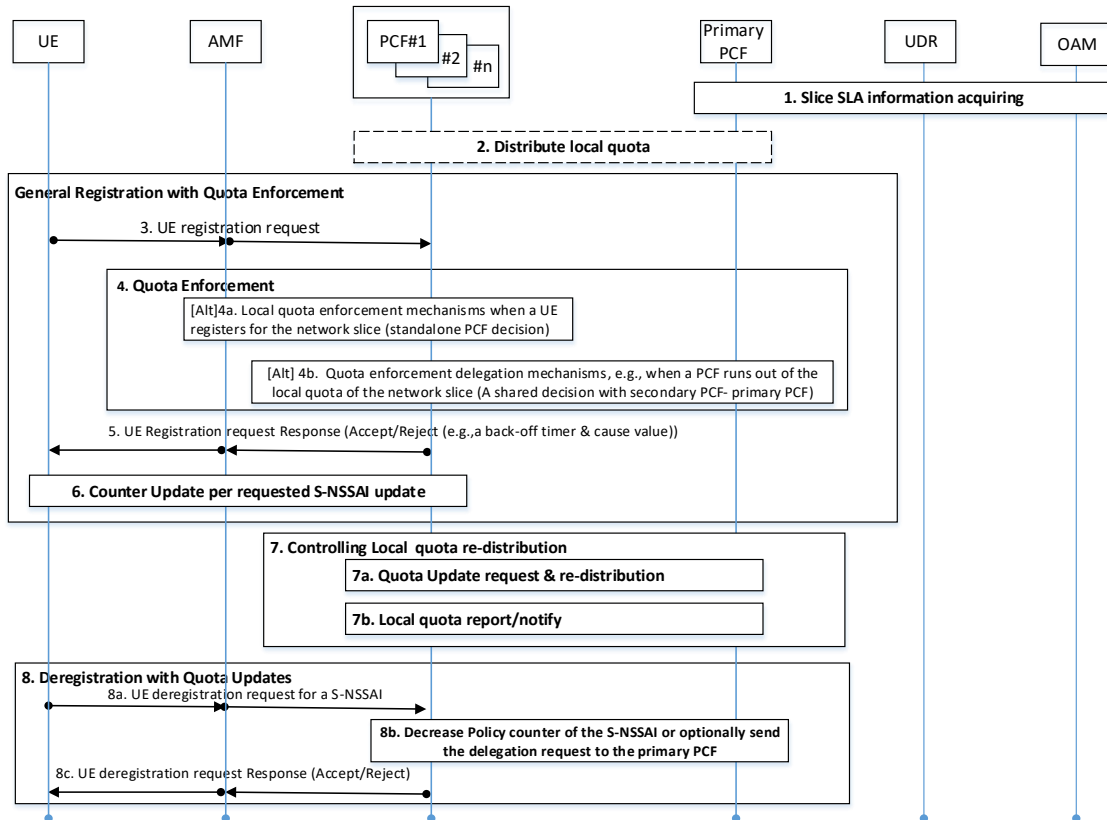 UE
AMF
PCF#1
#2
#n
Primary
PCF
UDR
OAM
1. Slice SLA information acquiring
2. Distribute local quota
General Registration with Quota Enforcement
3. UE registration request
4. Quota Enforcement
[Alt]4a. Local quota enforcement mechanisms when a UE
registers for the network slice (standalone PCF decision)
[Alt] 4b. Quota enforcement delegation mechanisms, e.g., when a PCF runs out of the
local quota of the network slice (A shared decision with secondary PCF- primary PCF)
5. UE Registration request Response (Accept/Reject (e.g.,a back-off timer & cause value))
6. Counter Update per requested S-NSSAI update
7. Controlling Local quota re-distribution
7a. Quota Update request & re-distribution
7b. Local quota report/notify
8. Deregistration with Quota Updates
8a. UE deregistration request for a S-NSSAI
8b. Decrease Policy counter of the S-NSSAI or optionally send
the delegation request to the primary PCF
8c. UE deregistration request Response (Accept/Reject)